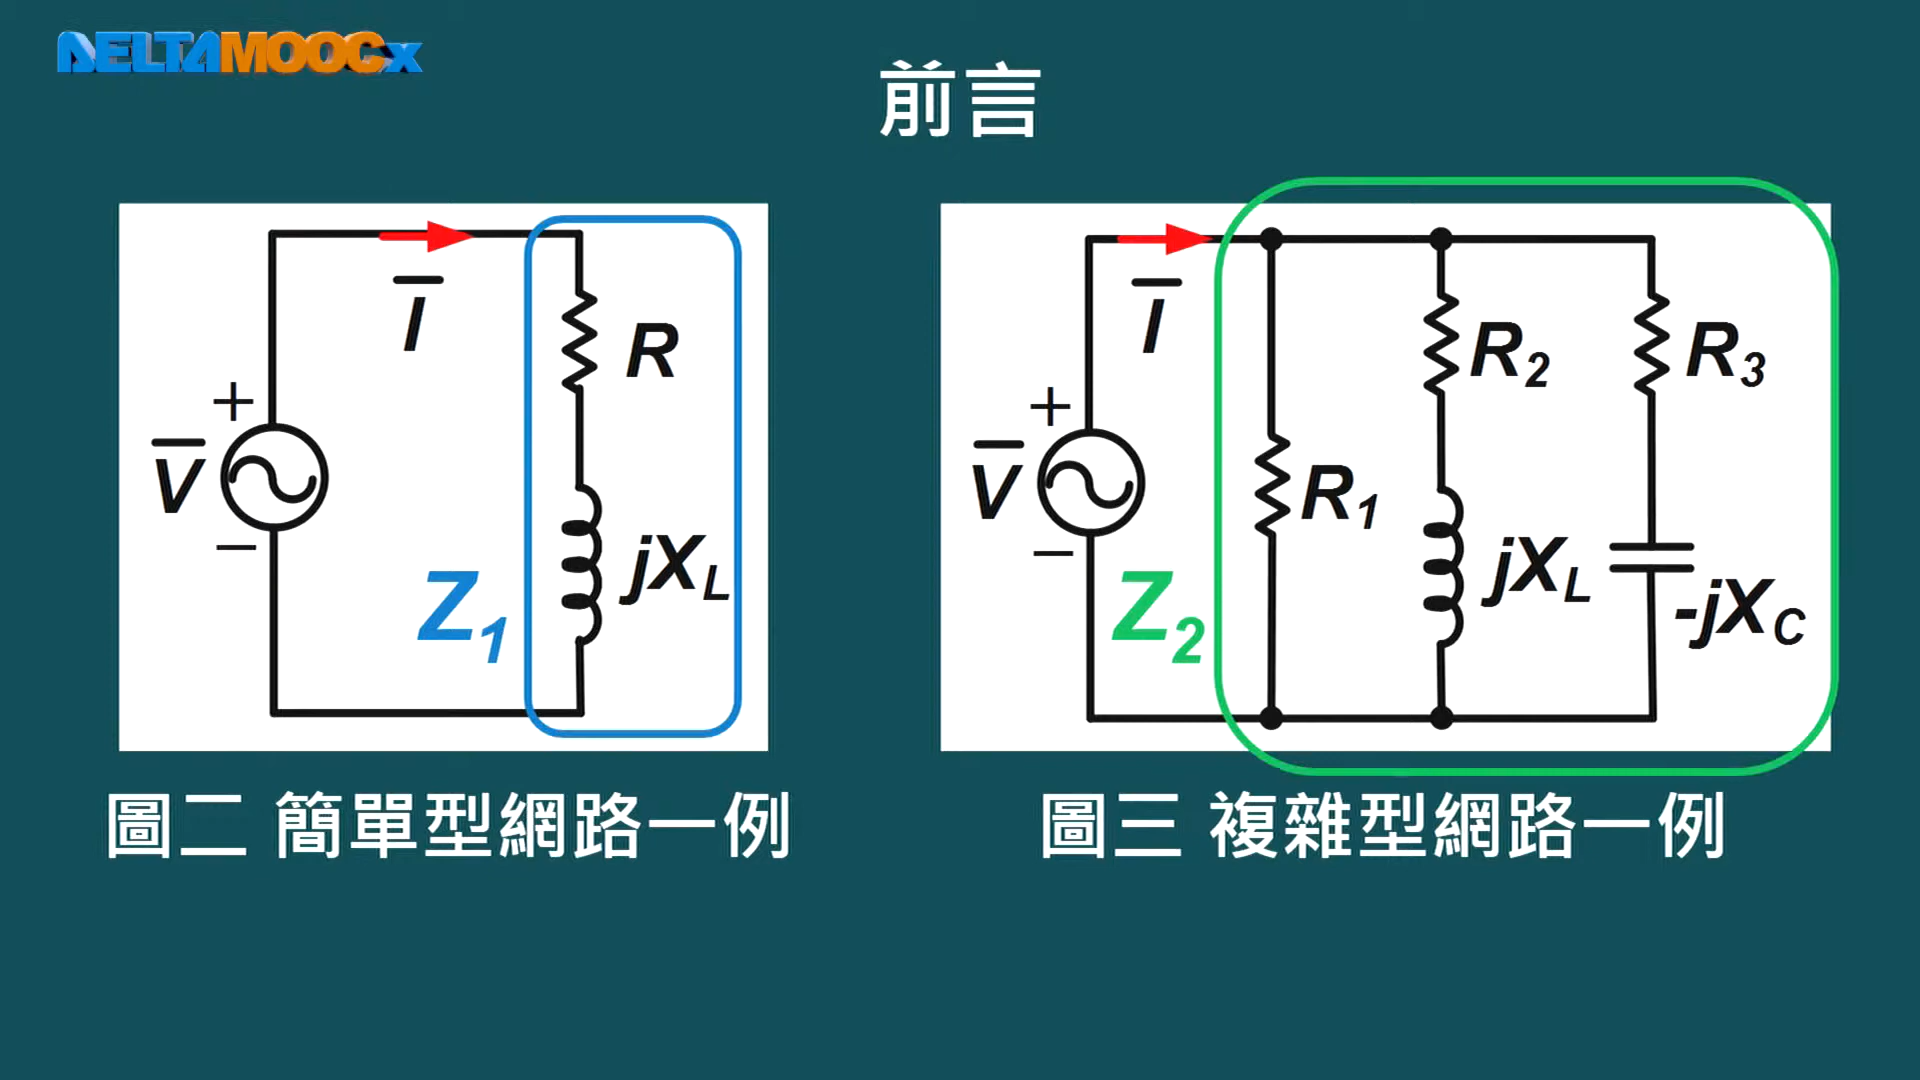 DELTAMOOCx
前言
I
R
+
V
−
Z1
jXL
I
R2
R3
+
V
−
R1
Z2
jXL
-jXC
圖二 簡單型網路一例
圖三 複雜型網路一例